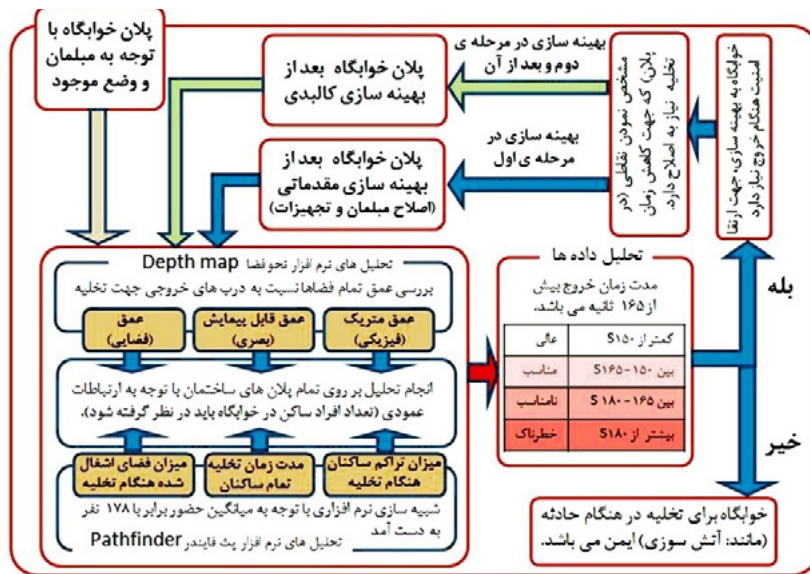 پلان خوابگاه با
توجه به مبلمان
و وضع موجود
پلان خوابگاه بعد از
بهینه سازی کالبدی
بهینه سازی در مرحله ی
دوم و بعد از آن
پلان خوابگاه بعد از
بهینه سازی مقدماتی
(اصلاح مبلمان و تجهیزات)
بهینه سازی در
مرحله ی اول
مشخص نمودن نقاطی (در
پلان) که جهت کاهش زمان
تخلیه نیاز به اصلاح دارد.
خوابگاه به بهینه سازی، جهت ارتقا
امنیت هنگام خروج نیاز دارد
تحلیل های نرم افزار نحو فضا Depth map
بررسی عمق تمام فضاها نسبت به درب های خروجی جهت تخلیه
عمق متریک
(فیزیکی)
عمق قابل پیمایش
(بصری)
عمق
(فضایی)
انجام تحلیل بر روی تمام پلان های ساختمان با توجه به ارتباطات
عمودی (تعداد افراد ساکن در خوابگاه باید در نظر گرفته شود).
میزان تراکم ساکنان
هنگام تخلیه
مدت زمان تخلیه
تمام ساکنان
میزان فضای اشغال
شده هنگام تخلیه
شبیه سازی نرم افزاری با توجه به میانگین حضور برابر با ۱۷۸ نفر
به دست آمد
تحلیل های نرم افزار پث فایندر Pathfinder
تحلیل داده ها
مدت زمان خروج بیش
از ۱۶۵ ثانیه می باشد.
کمتر از S۱۵۰ عالی
بین ۱۵۰-S۱۶۵ مناسب
بین ۱۶۵-S۱۸۰ نامناسب
بیشتر از S۱۸۰ خطرناک
بله
خیر
خوابگاه برای تخلیه در هنگام حادثه
(مانند: آتش سوزی) ایمن می باشد.